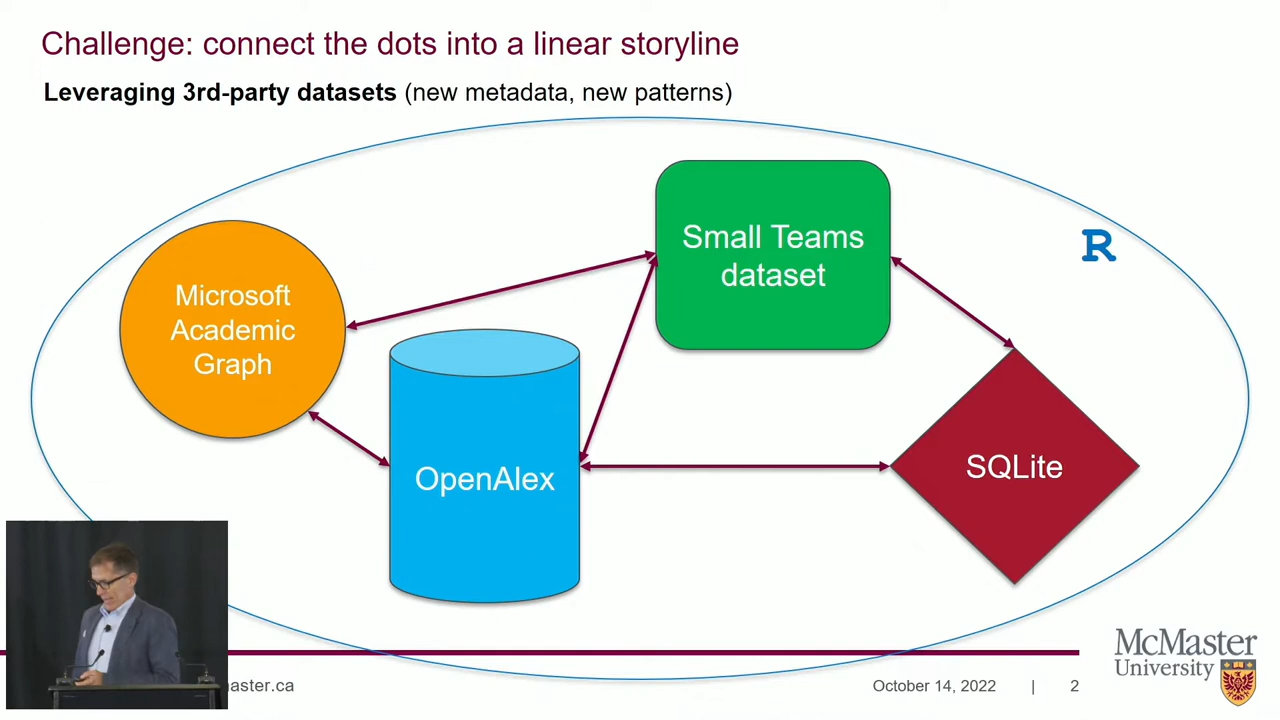 Challenge: connect the dots into a linear storyline
Leveraging 3rd-party datasets (new metadata, new patterns)
Small Teams
dataset
R
Microsoft
Academic
Graph
OpenAlex
SQLite
McMaster
University
aster.ca
October 14, 2022 | 2